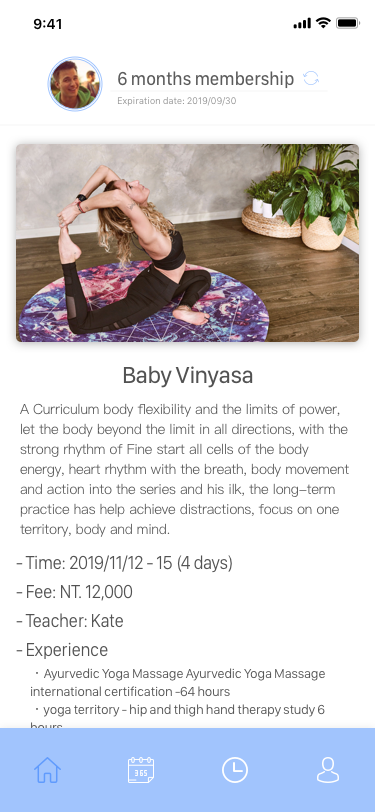 9:41
6 months membership
Expiration date: 2019/09/30
Baby Vinyasa
A Curriculum body flexibility and the limits of power,
let the body beyond the limit in all directions, with the
strong rhythm of Fine start all cells of the body
energy, heart rhythm with the breath, body movement
and action into the series and his ilk, the long-term
practice has help achieve distractions, focus on one
territory, body and mind.
- Time: 2019/11/12 - 15 (4 days)
- Fee: NT. 12,000
- Teacher: Kate
- Experience
・Ayurvedic Yoga Massage Ayurvedic Yoga Massage
international certification -64 hours
・yoga territory - hip and thigh hand therapy study 6
hours
365